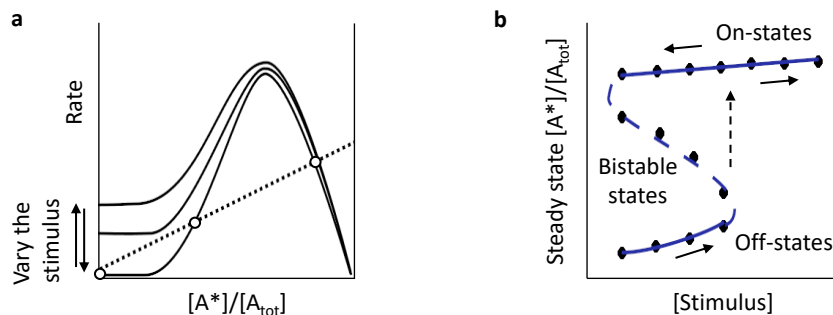 a
Rate
Vary the
stimulus
[A*]/[A_tot]
b
Steady state [A*]/[A_tot]
On-states
Bistable
states
Off-states
[Stimulus]